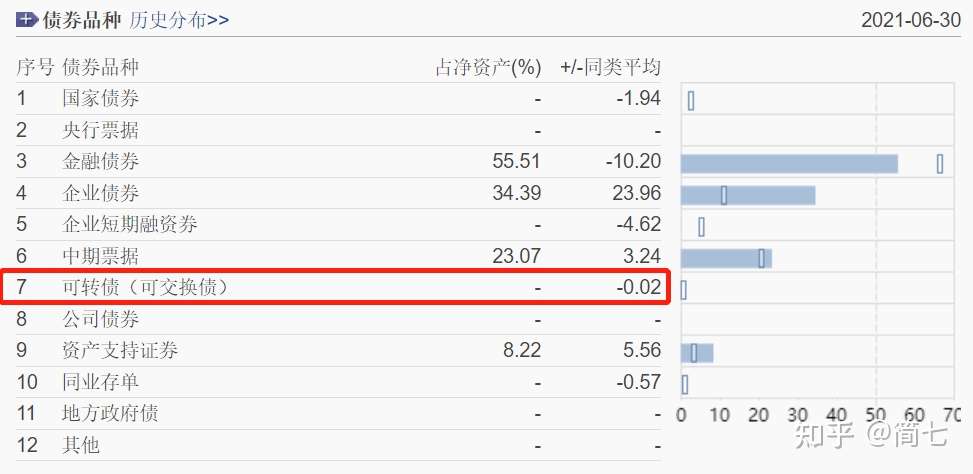 债券品种 历史分布>> 2021-06-30
序号 债券品种 占净资产(%) +/-同类平均
1 国家债券 - -1.94
2 央行票据 - -
3 金融债券 55.51 -10.20
4 企业债券 34.39 23.96
5 企业短期融资券 - -4.62
6 中期票据 23.07 3.24
7 可转债（可交换债） - -0.02
8 公司债券 - -
9 资产支持证券 8.22 5.56
10 同业存单 - -0.57
11 地方政府债 - -
12 其他 - -
0 10 20 30 40 50 60 70
知乎 @简七